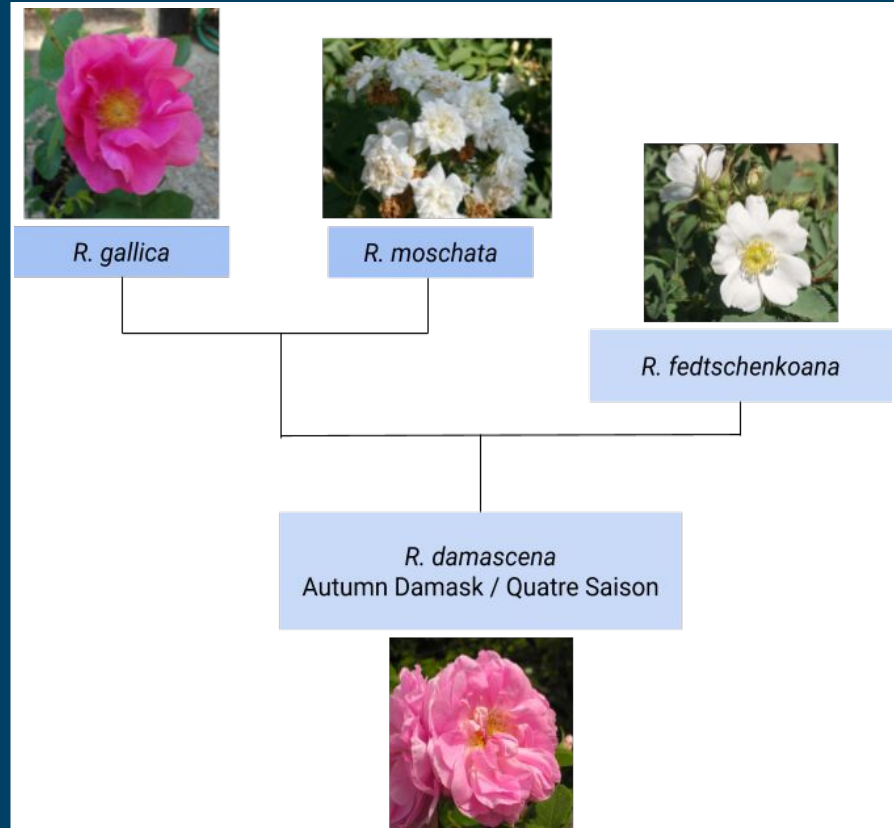 R. gallica
R. moschata
R. fedtschenkoana
R. damascena
Autumn Damask / Quatre Saison